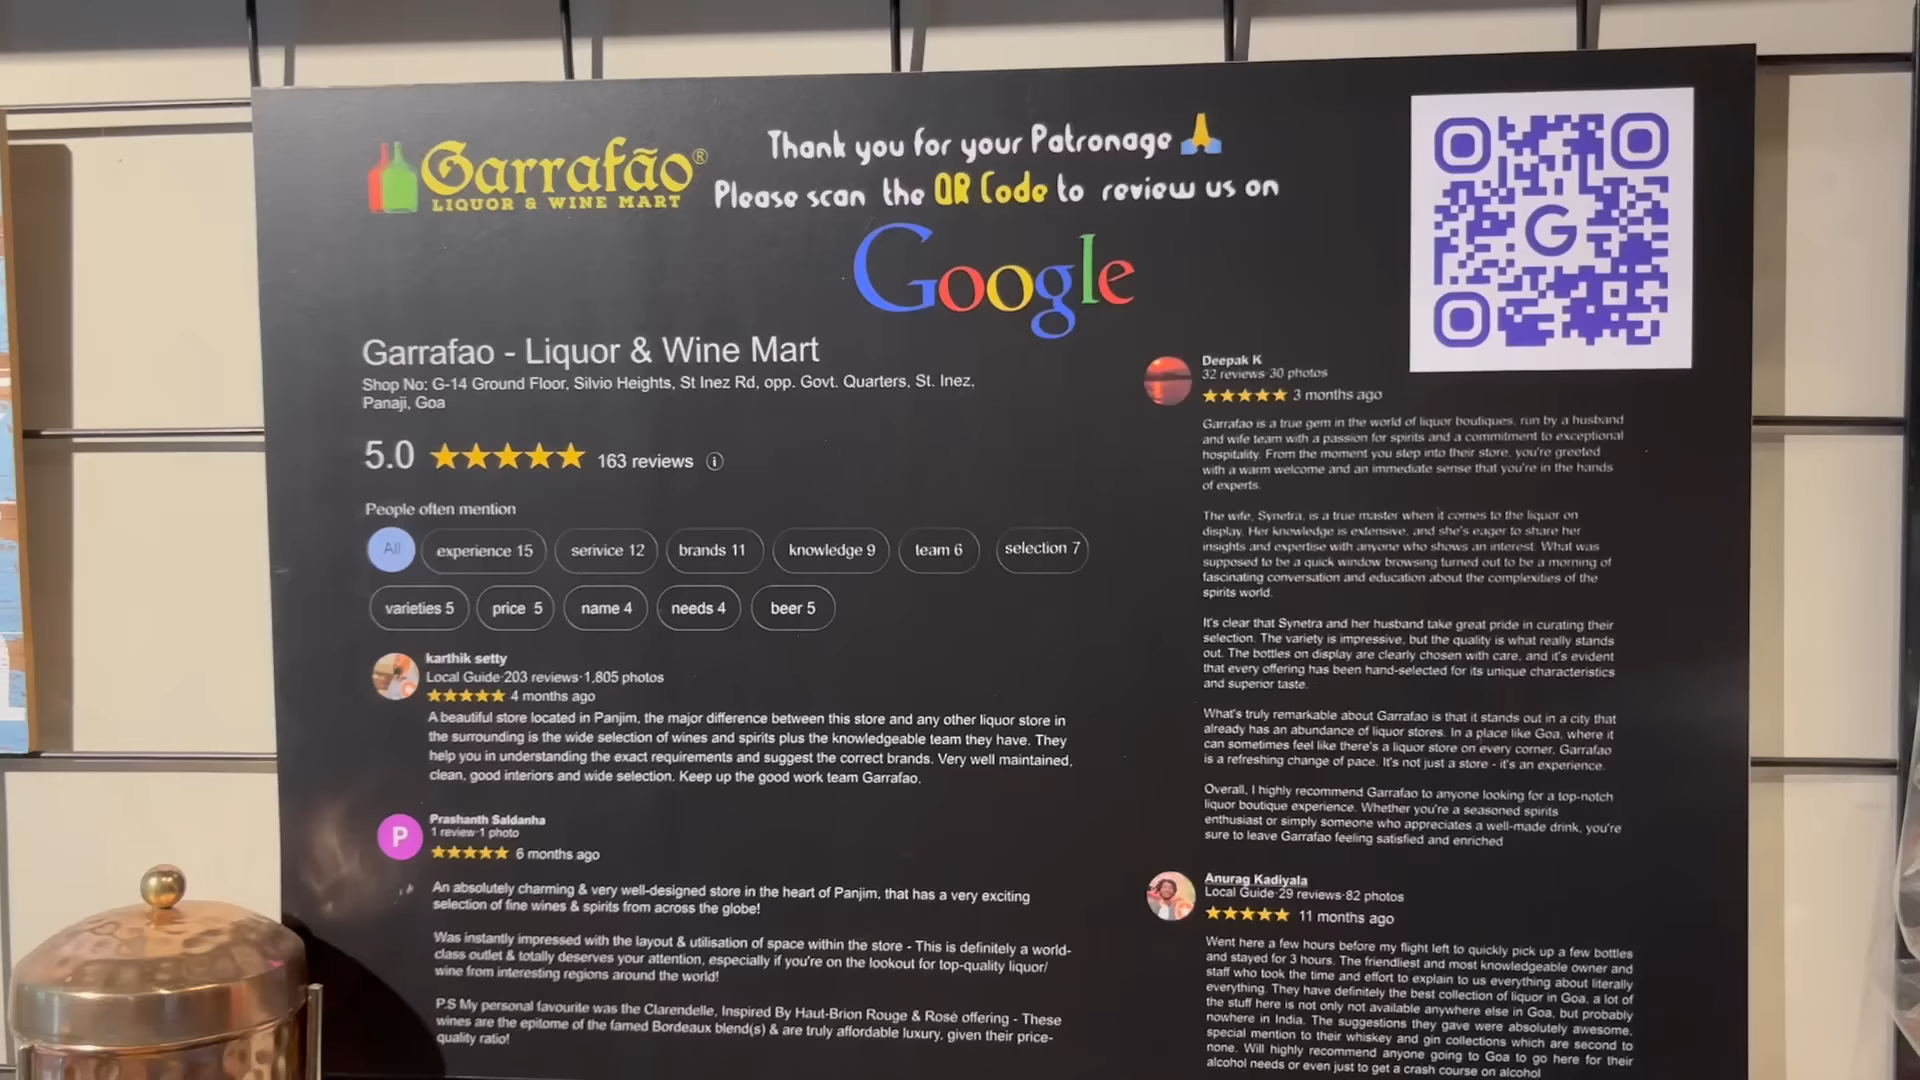 Garrafão®
LIQUOR & WINE MART
Thank you for your Patronage
Please scan the QR Code to review us on
Google
G
Garrafao - Liquor & Wine Mart
Shop No: G-14 Ground Floor, Silvio Heights, St Inez Rd, opp. Govt. Quarters, St. Inez,
Panaji, Goa
5.0 163 reviews
People often mention
All experience 15 serivice 12 brands 11 knowledge 9 team 6 selection 7
varieties 5 price 5 name 4 needs 4 beer 5
karthik setty
Local Guide·203 reviews·1,805 photos
4 months ago
A beautiful store located in Panjim, the major difference between this store and any other liquor store in
the surrounding is the wide selection of wines and spirits plus the knowledgeable team they have. They
help you in understanding the exact requirements and suggest the correct brands. Very well maintained,
clean, good interiors and wide selection. Keep up the good work team Garrafao.
P
Prashanth Saldanha
1 review·1 photo
6 months ago
An absolutely charming & very well-designed store in the heart of Panjim, that has a very exciting
selection of fine wines & spirits from across the globe!
Was instantly impressed with the layout & utilisation of space within the store - This is definitely a world-
class outlet & totally deserves your attention, especially if you're on the lookout for top-quality liquor/
wine from interesting regions around the world!
P.S My personal favourite was the Clarendelle, Inspired By Haut-Brion Rouge & Rosé offering - These
wines are the epitome of the famed Bordeaux blend(s) & are truly affordable luxury, given their price-
quality ratio!
Deepak K
32 reviews·30 photos
3 months ago
Garrafao is a true gem in the world of liquor boutiques, run by a husband
and wife team with a passion for spirits and a commitment to exceptional
hospitality. From the moment you step into their store, you're greeted
with a warm welcome and an immediate sense that you're in the hands
of experts.
The wife, Synetra, is a true master when it comes to the liquor on
display. Her knowledge is extensive, and she's eager to share her
insights and expertise with anyone who shows an interest. What was
supposed to be a quick window browsing turned out to be a morning of
fascinating conversation and education about the complexities of the
spirits world.
It's clear that Synetra and her husband take great pride in curating their
selection. The variety is impressive, but the quality is what really stands
out. The bottles on display are clearly chosen with care, and it's evident
that every offering has been hand-selected for its unique characteristics
and superior taste.
What's truly remarkable about Garrafao is that it stands out in a city that
already has an abundance of liquor stores. In a place like Goa, where it
can sometimes feel like there's a liquor store on every corner, Garrafao
is a refreshing change of pace. It's not just a store - it's an experience.
Overall, I highly recommend Garrafao to anyone looking for a top-notch
liquor boutique experience. Whether you're a seasoned spirits
enthusiast or simply someone who appreciates a well-made drink, you're
sure to leave Garrafao feeling satisfied and enriched
Anurag Kadiyala
Local Guide·29 reviews·82 photos
11 months ago
Went here a few hours before my flight left to quickly pick up a few bottles
and stayed for 3 hours. The friendliest and most knowledgeable owner and
staff who took the time and effort to explain to us everything about literally
everything. They have definitely the best collection of liquor in Goa, a lot of
the stuff here is not only not available anywhere else in Goa, but probably
nowhere in India. The suggestions they gave were absolutely awesome,
special mention to their whiskey and gin collections which are second to
none. Will highly recommend anyone going to Goa to go here for their
alcohol needs or even just to get a crash course on alcohol